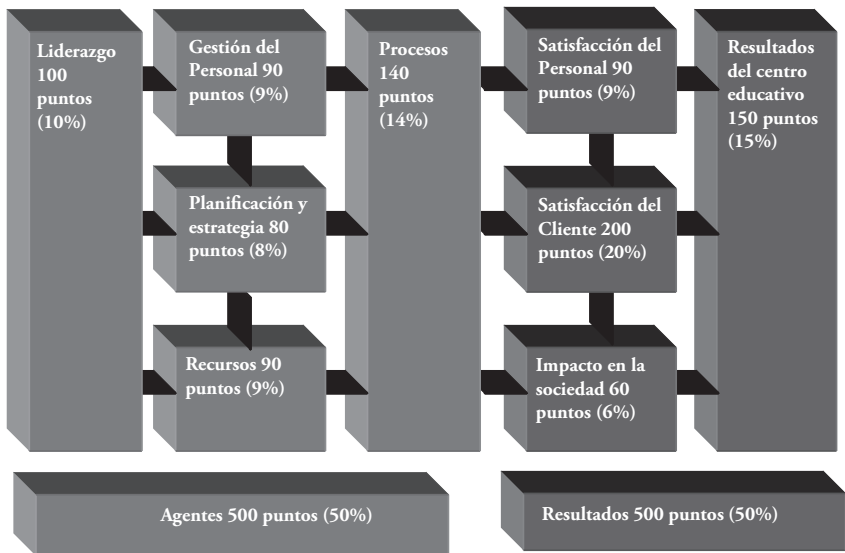 Liderazgo
100
puntos
(10%)
Gestión del
Personal 90
puntos (9%)
Planificación y
estrategia 80
puntos (8%)
Recursos 90
puntos (9%)
Procesos
140
puntos
(14%)
Satisfacción del
Personal 90
puntos (9%)
Satisfacción del
Cliente 200
puntos (20%)
Impacto en la
sociedad 60
puntos (6%)
Resultados
del centro
educativo
150 puntos
(15%)
Agentes 500 puntos (50%)
Resultados 500 puntos (50%)